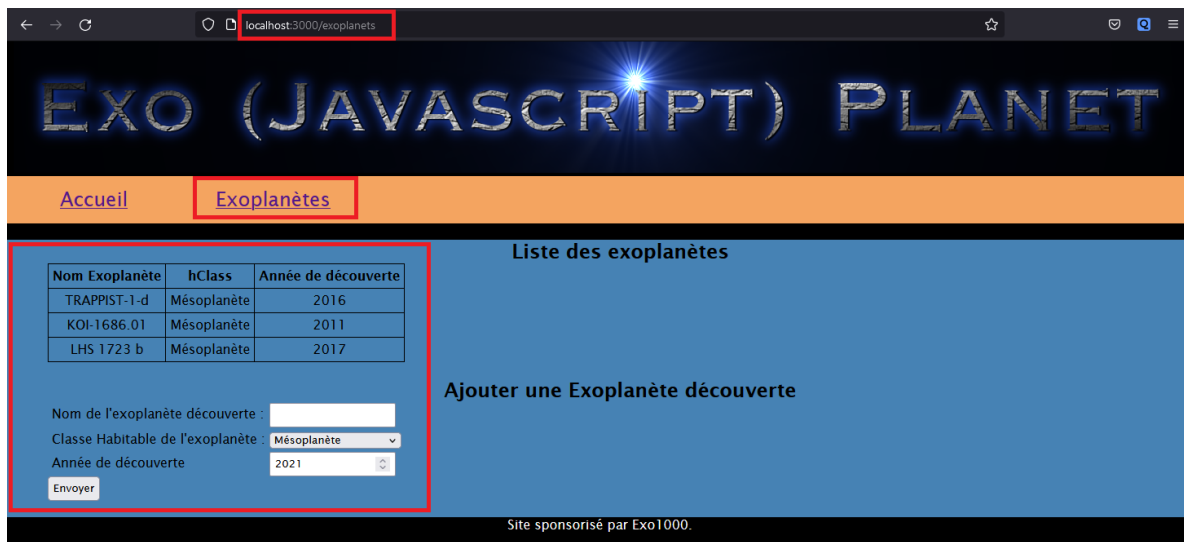 localhost:3000/exoplanets
Exo (Javascript) Planet
Accueil Exoplanètes
Liste des exoplanètes
Nom Exoplanète hClass Année de découverte
TRAPPIST-1-d Mésoplanète 2016
KOI-1686.01 Mésoplanète 2011
LHS 1723 b Mésoplanète 2017
Ajouter une Exoplanète découverte
Nom de l'exoplanète découverte :
Classe Habitable de l'exoplanète : Mésoplanète
Année de découverte 2021
Envoyer
Site sponsorisé par Exo1000.